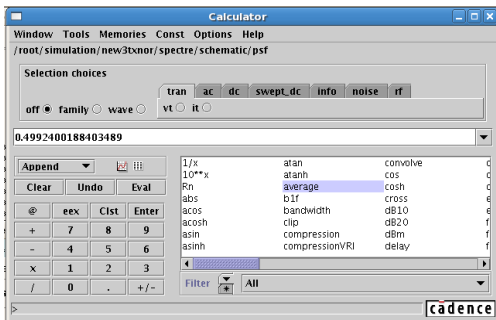 Calculator
Window Tools Memories Const Options Help
/root/simulation/new3txnor/spectre/schematic/psf
Selection choices
tran ac dc swept_dc info noise rf
off family wave vt it
0.4992400188403489
Append
Clear Undo Eval
@ eex Clst Enter
+ 7 8 9
- 4 5 6
x 1 2 3
/ 0 . +/-
1/x atan convolve
10**x atanh cos
Rn average cosh
abs b1f cross
acos bandwidth dB10
acosh clip dB20
asin compression dBm
asinh compressionVRI delay
Filter All
>
cadence